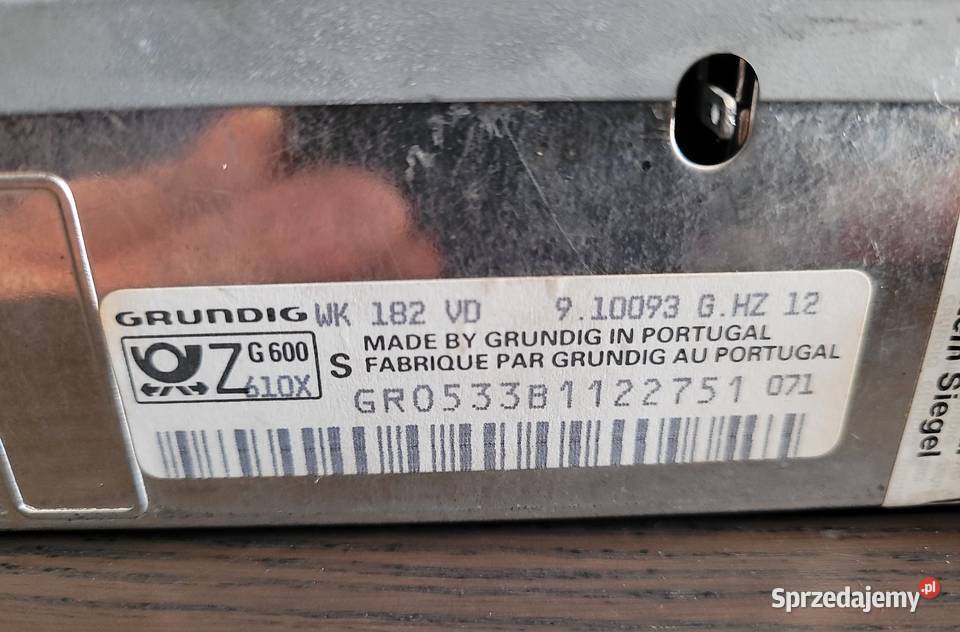 GRUNDIG WK 182 VD 9.10093 G.HZ 12
MADE BY GRUNDIG IN PORTUGAL
Z G 600 S FABRIQUE PAR GRUNDIG AU PORTUGAL
610X
GR0533B1122751 071
Siegel
Sprzedajemy.pl